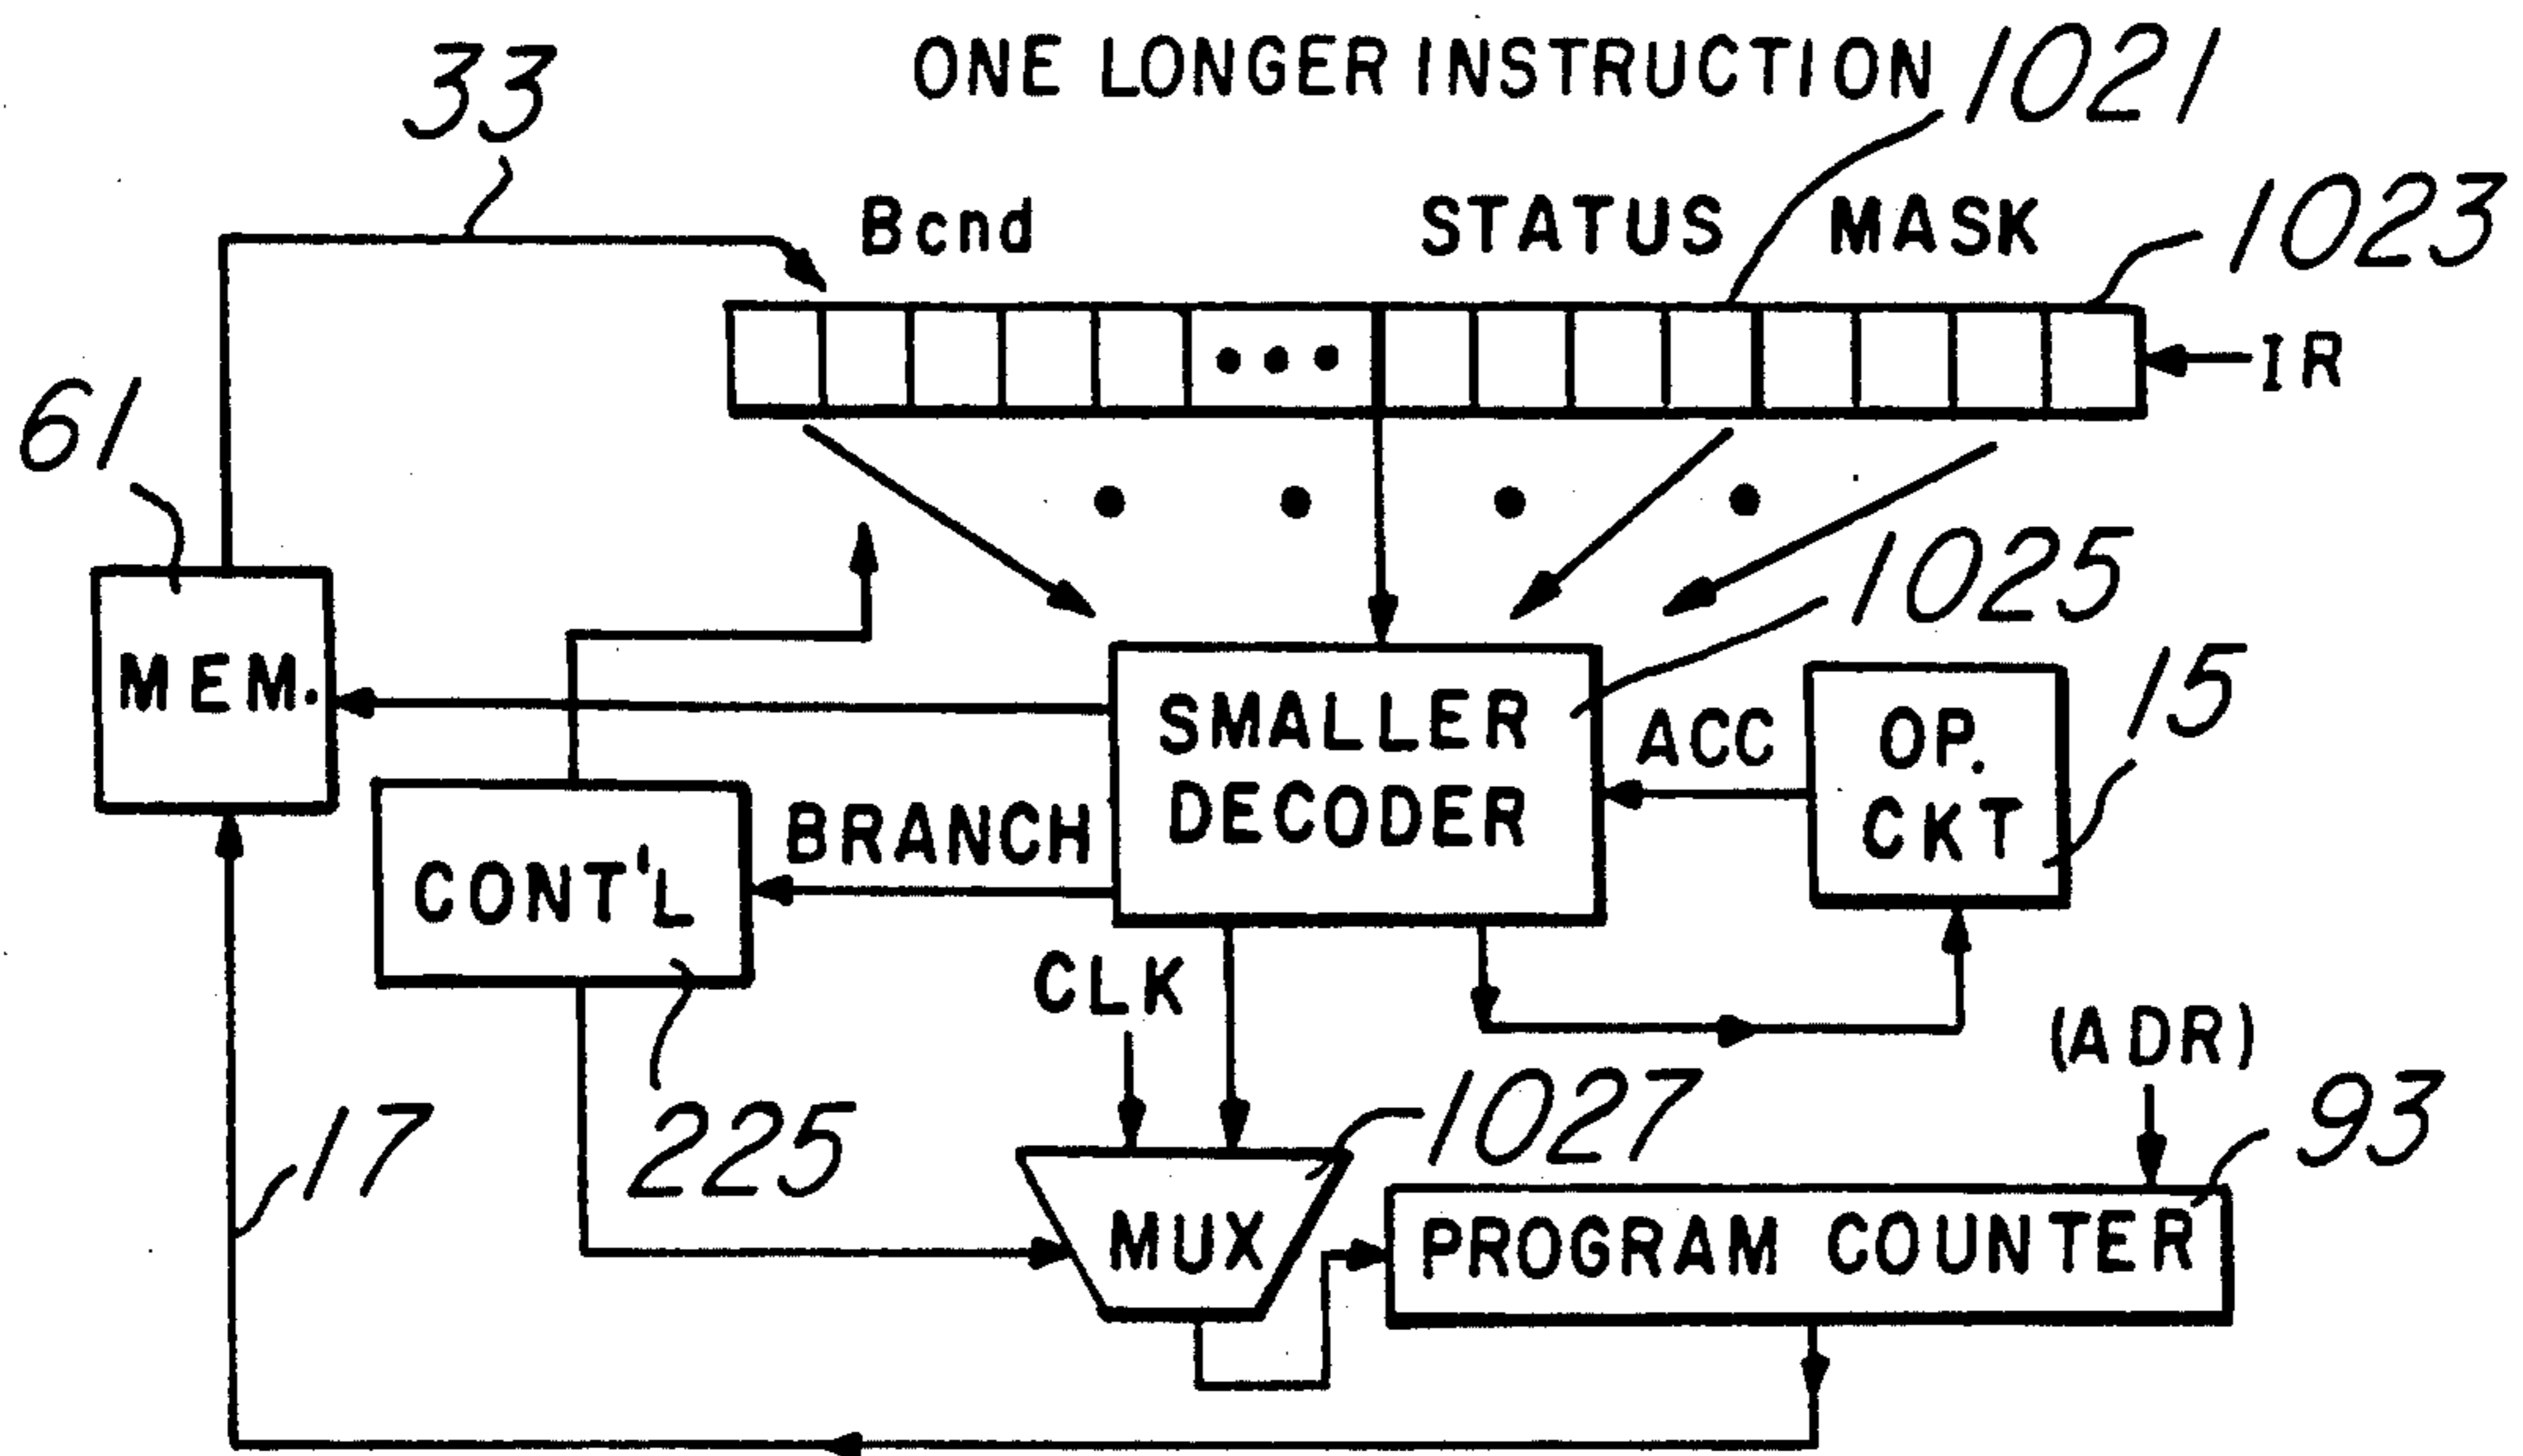 33
ONE LONGER INSTRUCTION
1021
Bcnd
STATUS MASK
1023
IR
61
1025
MEM.
SMALLER
DECODER
ACC
OP.
CKT
15
BRANCH
CONT'L
CLK
(ADR)
17
225
1027
93
MUX
PROGRAM COUNTER